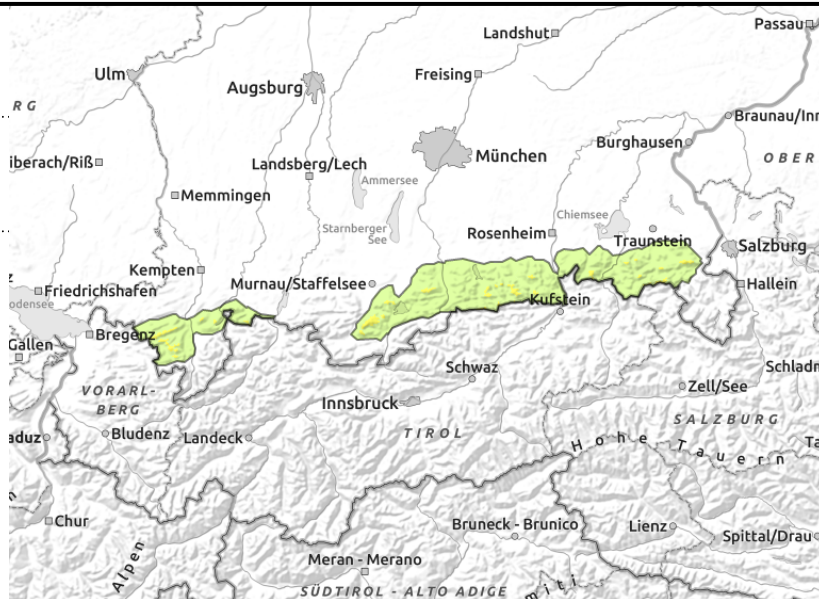 Passau
Landshut
Ulm
Freising
Augsburg
RG
Braunau/Inn
Burghausen
iberach/Riß
Landsberg/Lech
München
OBER
Ammersee
Memmingen
Chiemsee
Starnberger
See
Rosenheim
Traunstein
Salzburg
Kempten
Murnau/Staffelsee
Hallein
Friedrichshafen
odensee
Kufstein
Bregenz
Gallen
Schwaz
Schladm
VORARL-
BERG
Zell/See
Innsbruck
SALZBURG
aduz
Bludenz
Landeck
TIROL
Hohe Tauern
Ta
Chur
Bruneck - Brunico
Lienz
Spittal/Drau
Alpen
Meran - Merano
miti
SÜDTIROL - ALTO ADIGE